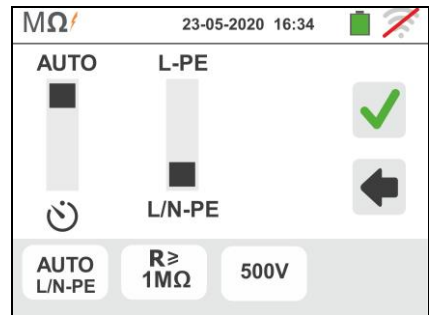 MΩ 23-05-2020 16:34
AUTO L-PE
L/N-PE
AUTO R≥ 500V
L/N-PE 1MΩ